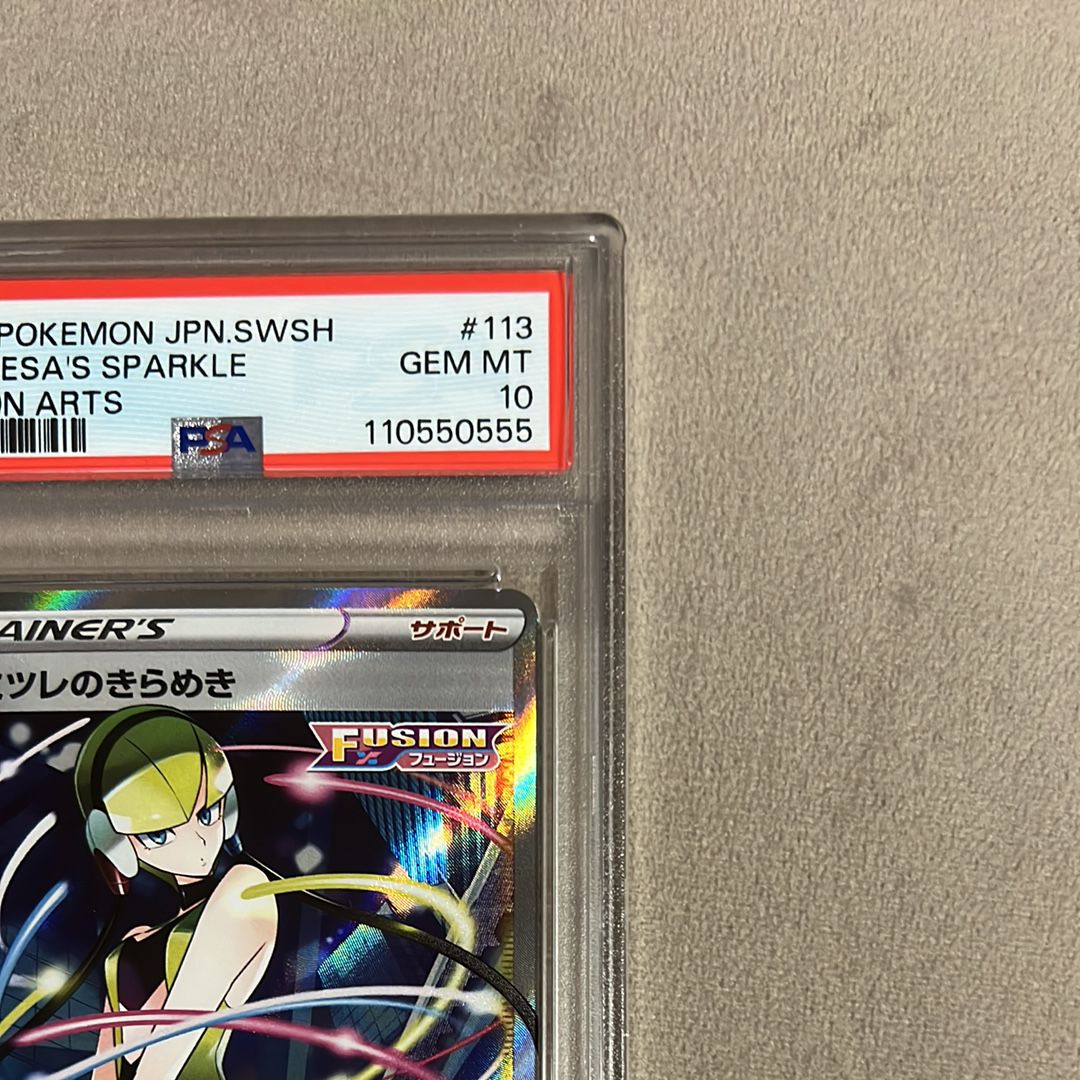 POKEMON JPN.SWSH #113
ESA'S SPARKLE GEM MT
ON ARTS 10
PSA 110550555
AINER'S サポート
ツレのきらめき
FUSION
フュージョン